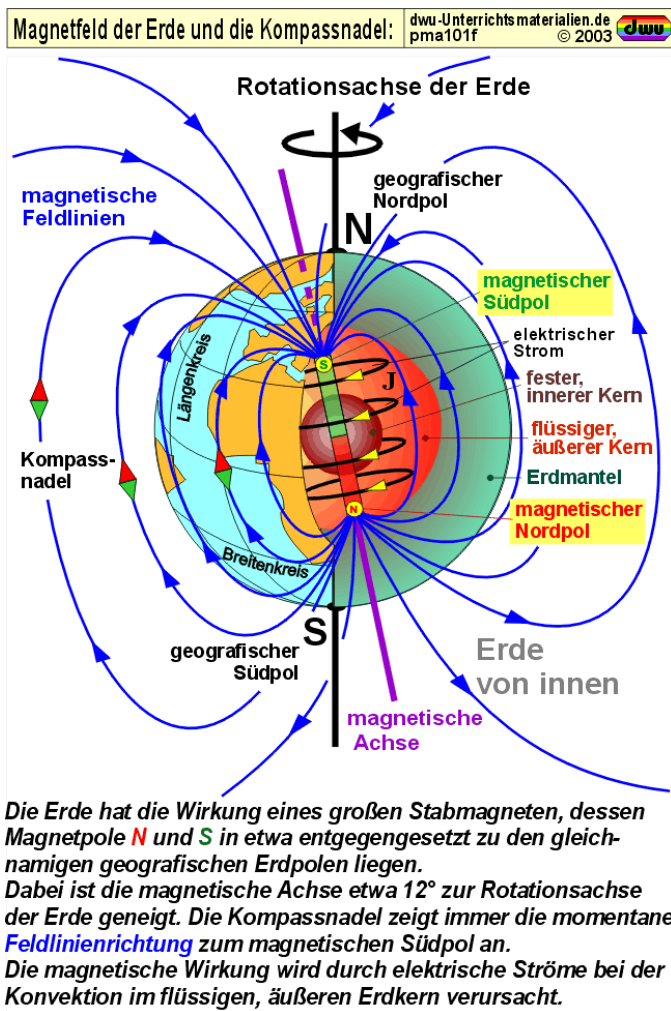 Magnetfeld der Erde und die Kompassnadel:
dwu-Unterrichtsmaterialien.de
pma101f © 2003
dwu
Rotationsachse der Erde
geografischer
Nordpol
magnetische
Feldlinien
N
magnetischer
Südpol
elektrischer
Strom
S
J
fester,
innerer Kern
Längenkreis
flüssiger,
äußerer Kern
Kompass-
nadel
Erdmantel
N
magnetischer
Nordpol
Breitenkreis
S
geografischer
Südpol
Erde
von innen
magnetische
Achse
Die Erde hat die Wirkung eines großen Stabmagneten, dessen
Magnetpole N und S in etwa entgegengesetzt zu den gleich-
namigen geografischen Erdpolen liegen.
Dabei ist die magnetische Achse etwa 12° zur Rotationsachse
der Erde geneigt. Die Kompassnadel zeigt immer die momentane
Feldlinienrichtung zum magnetischen Südpol an.
Die magnetische Wirkung wird durch elektrische Ströme bei der
Konvektion im flüssigen, äußeren Erdkern verursacht.